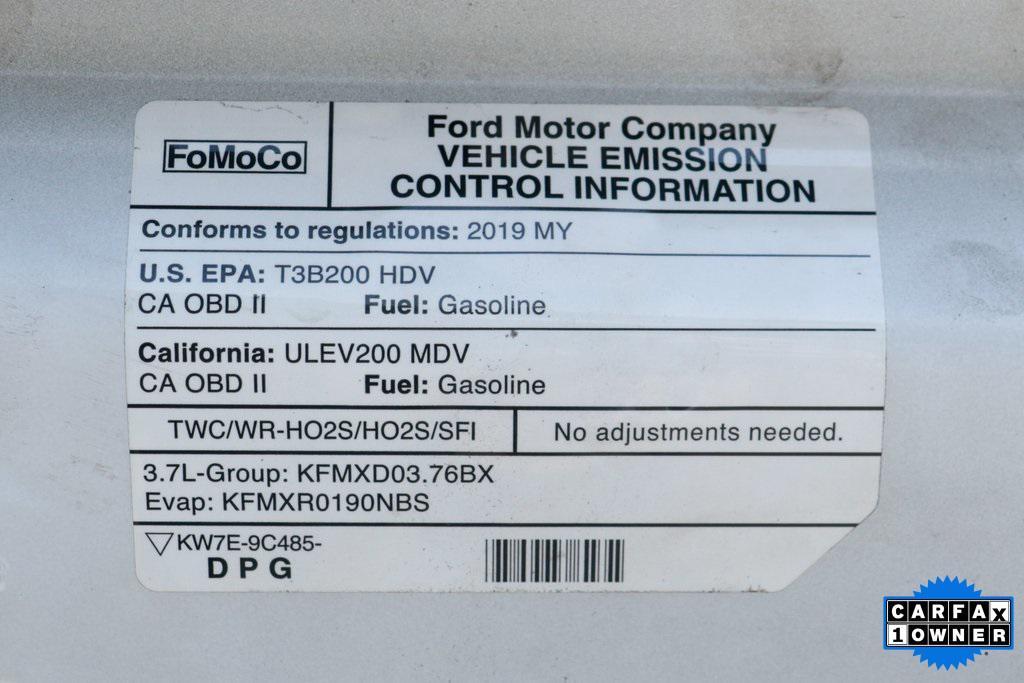 FoMoCo
Ford Motor Company
VEHICLE EMISSION
CONTROL INFORMATION
Conforms to regulations: 2019 MY
U.S. EPA: T3B200 HDV
CA OBD II Fuel: Gasoline
California: ULEV200 MDV
CA OBD II Fuel: Gasoline
TWC/WR-HO2S/HO2S/SFI No adjustments needed.
3.7L-Group: KFMXD03.76BX
Evap: KFMXR0190NBS
KW7E-9C485-
DPG
CARFAX
1 OWNER